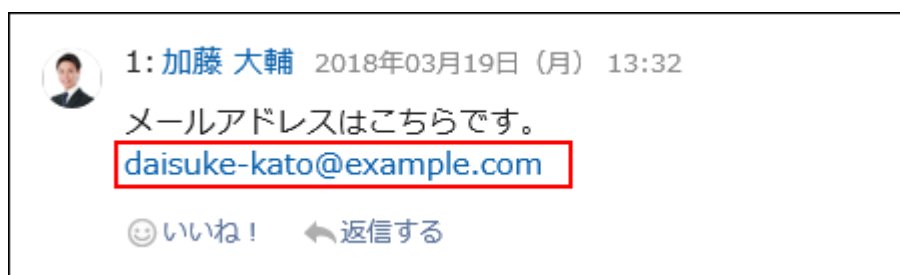 1: 加藤 大輔 2018年03月19日（月） 13:32
メールアドレスはこちらです。
daisuke-kato@example.com
いいね！ 返信する